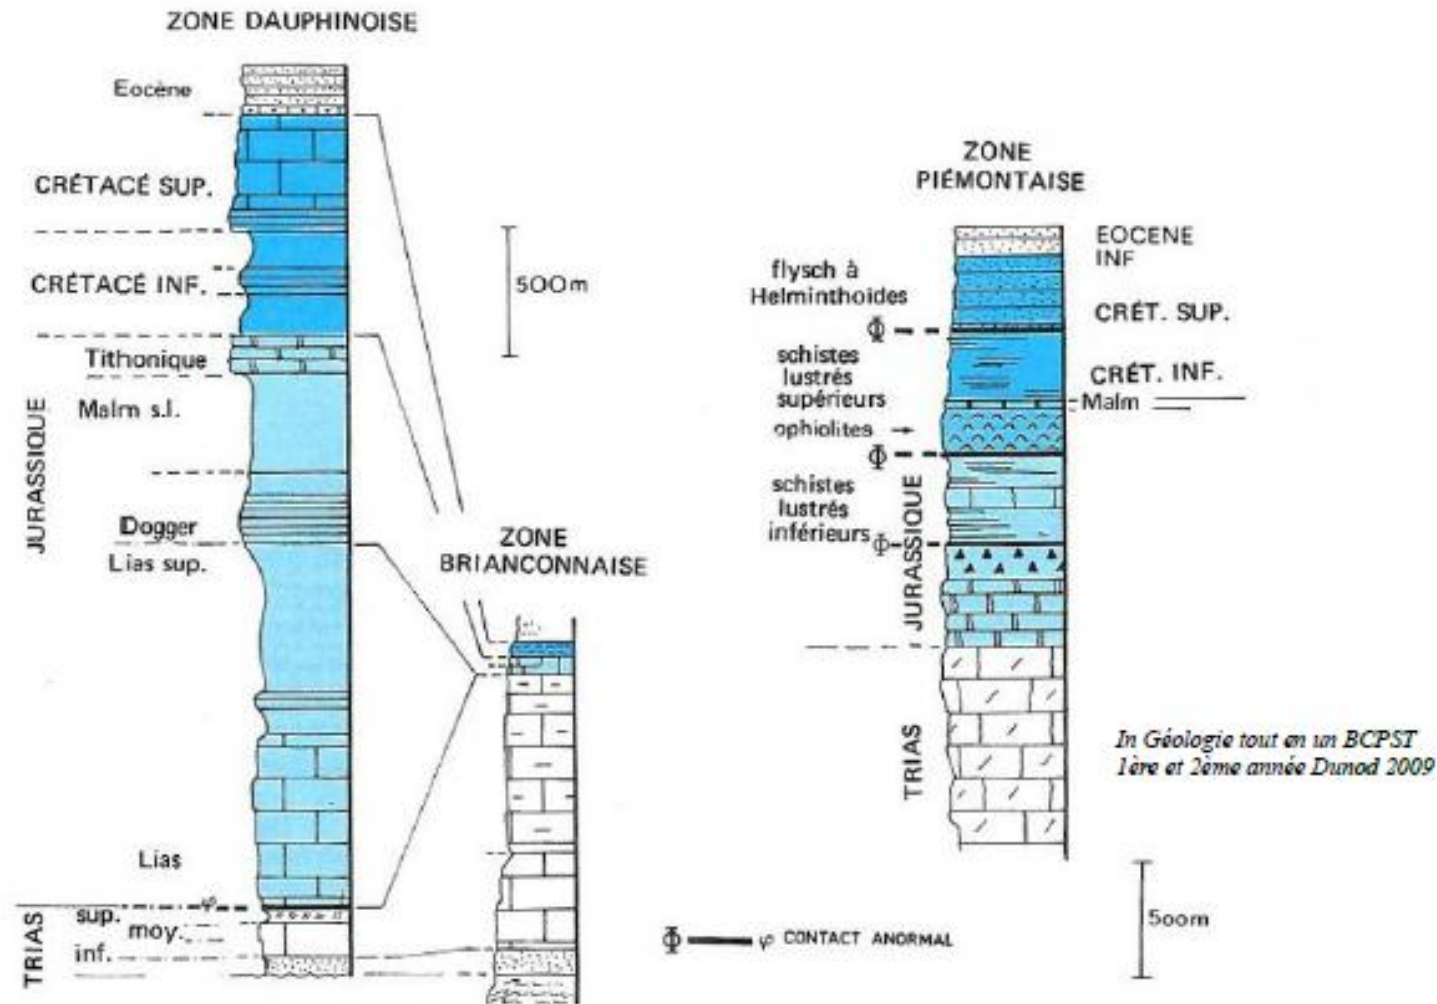 ZONE DAUPHINOISE
Eocène
CRÉTACÉ SUP.
CRÉTACÉ INF.
500m
Tithonique
Malm s.l.
JURASSIQUE
Dogger
Lias sup.
Lias
φ
TRIAS
sup.
moy.
inf.
ZONE
BRIANCONNAISE
ZONE
PIÉMONTAISE
EOCENE
INF
flysch à
Helminthoïdes
CRÉT. SUP.
Φ
schistes
lustrés
supérieurs
CRÉT. INF.
Malm
ophiolites
Φ
schistes
lustrés
inférieurs
Φ
JURASSIQUE
TRIAS
In Géologie tout en un BCPST
1ère et 2ème année Dunod 2009
500m
Φ φ CONTACT ANORMAL